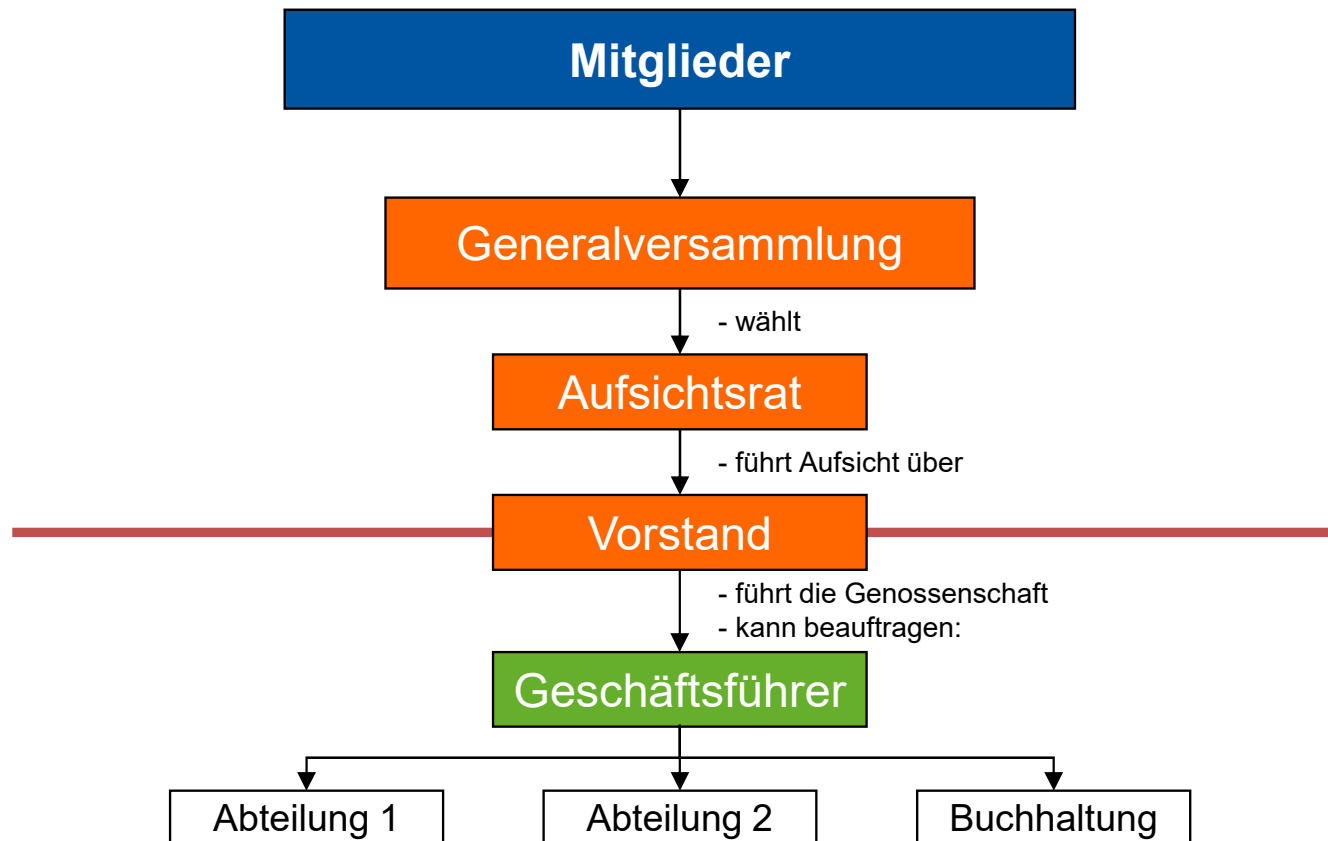 Mitglieder
Generalversammlung
- wählt
Aufsichtsrat
- führt Aufsicht über
Vorstand
- führt die Genossenschaft
- kann beauftragen:
Geschäftsführer
Abteilung 1
Abteilung 2
Buchhaltung